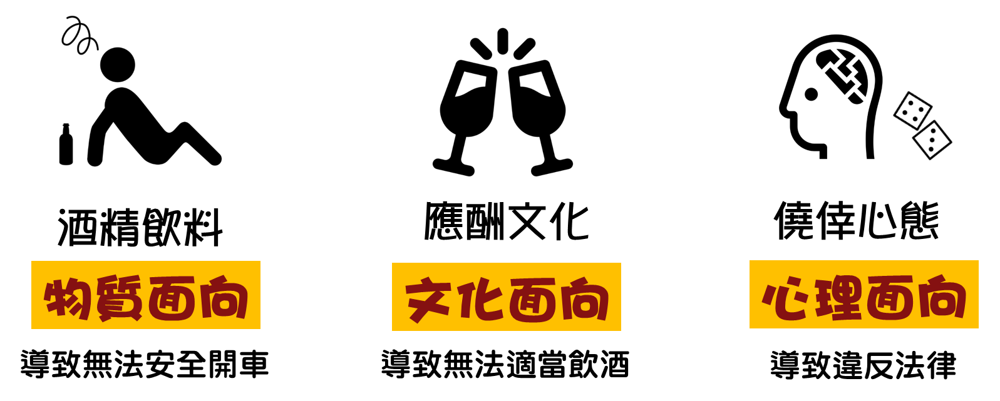 酒精飲料
物質面向
導致無法安全開車
應酬文化
文化面向
導致無法適當飲酒
僥倖心態
心理面向
導致違反法律